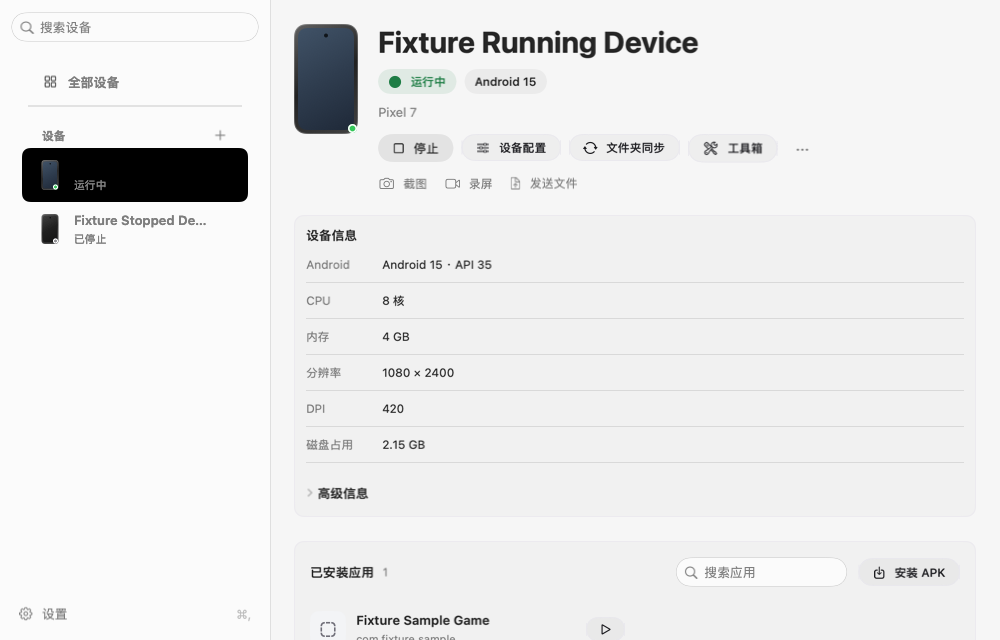 搜索设备
全部设备
设备
运行中
Fixture Stopped De...
已停止
设置
⌘,
Fixture Running Device
运行中
Android 15
Pixel 7
停止
设备配置
文件夹同步
工具箱
...
截图
录屏
发送文件
设备信息
Android
Android 15 · API 35
CPU
8 核
内存
4 GB
分辨率
1080 × 2400
DPI
420
磁盘占用
2.15 GB
高级信息
已安装应用 1
搜索应用
安装 APK
Fixture Sample Game
com.fixture.sample